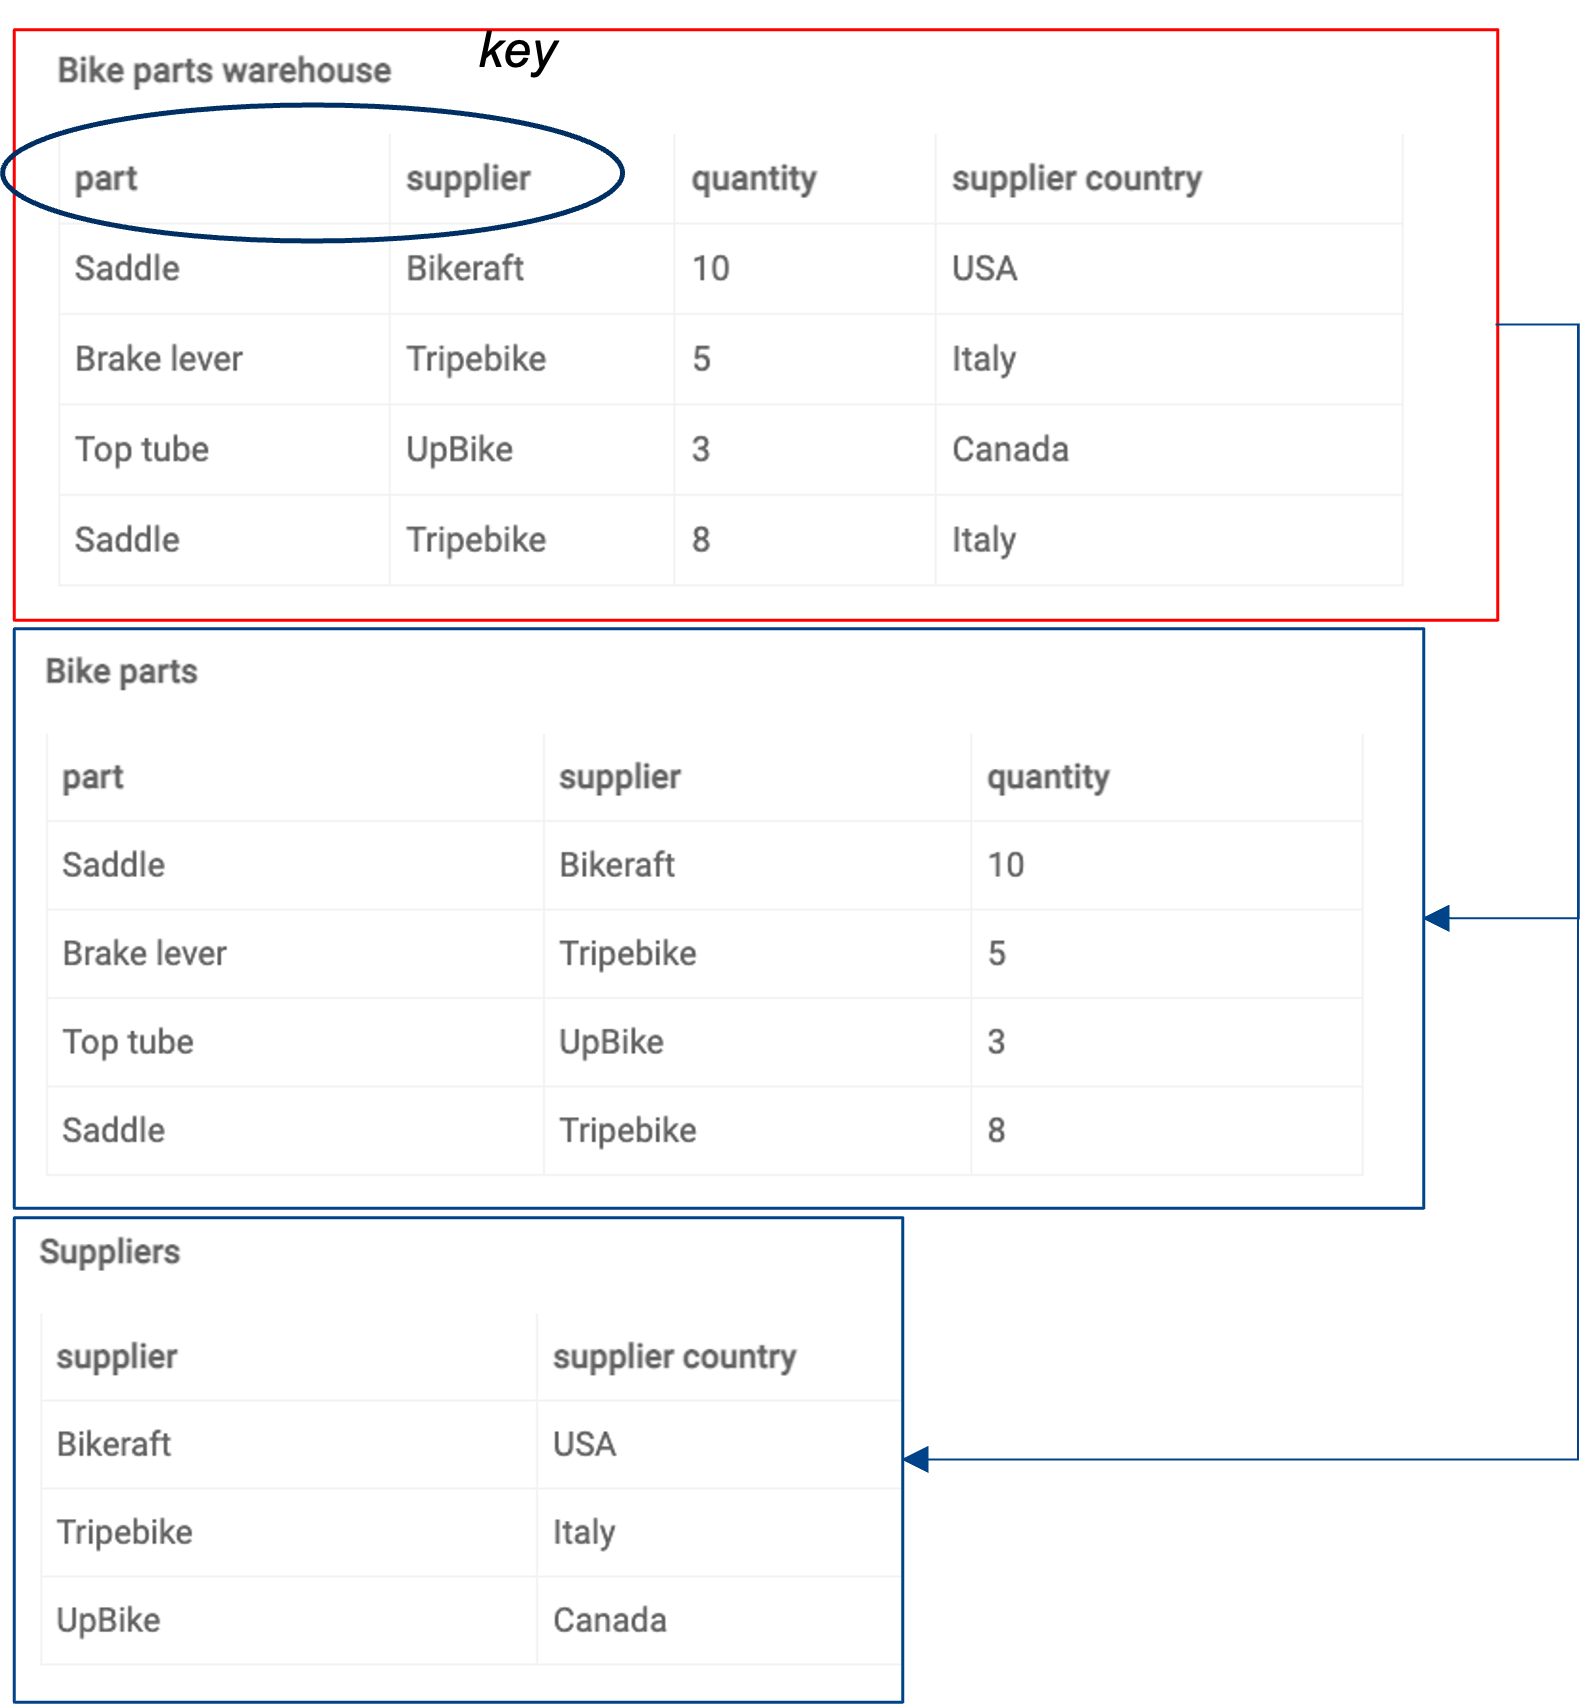 key
Bike parts warehouse
part supplier quantity supplier country
Saddle Bikeraft 10 USA
Brake lever Tripebike 5 Italy
Top tube UpBike 3 Canada
Saddle Tripebike 8 Italy
Bike parts
part supplier quantity
Saddle Bikeraft 10
Brake lever Tripebike 5
Top tube UpBike 3
Saddle Tripebike 8
Suppliers
supplier supplier country
Bikeraft USA
Tripebike Italy
UpBike Canada